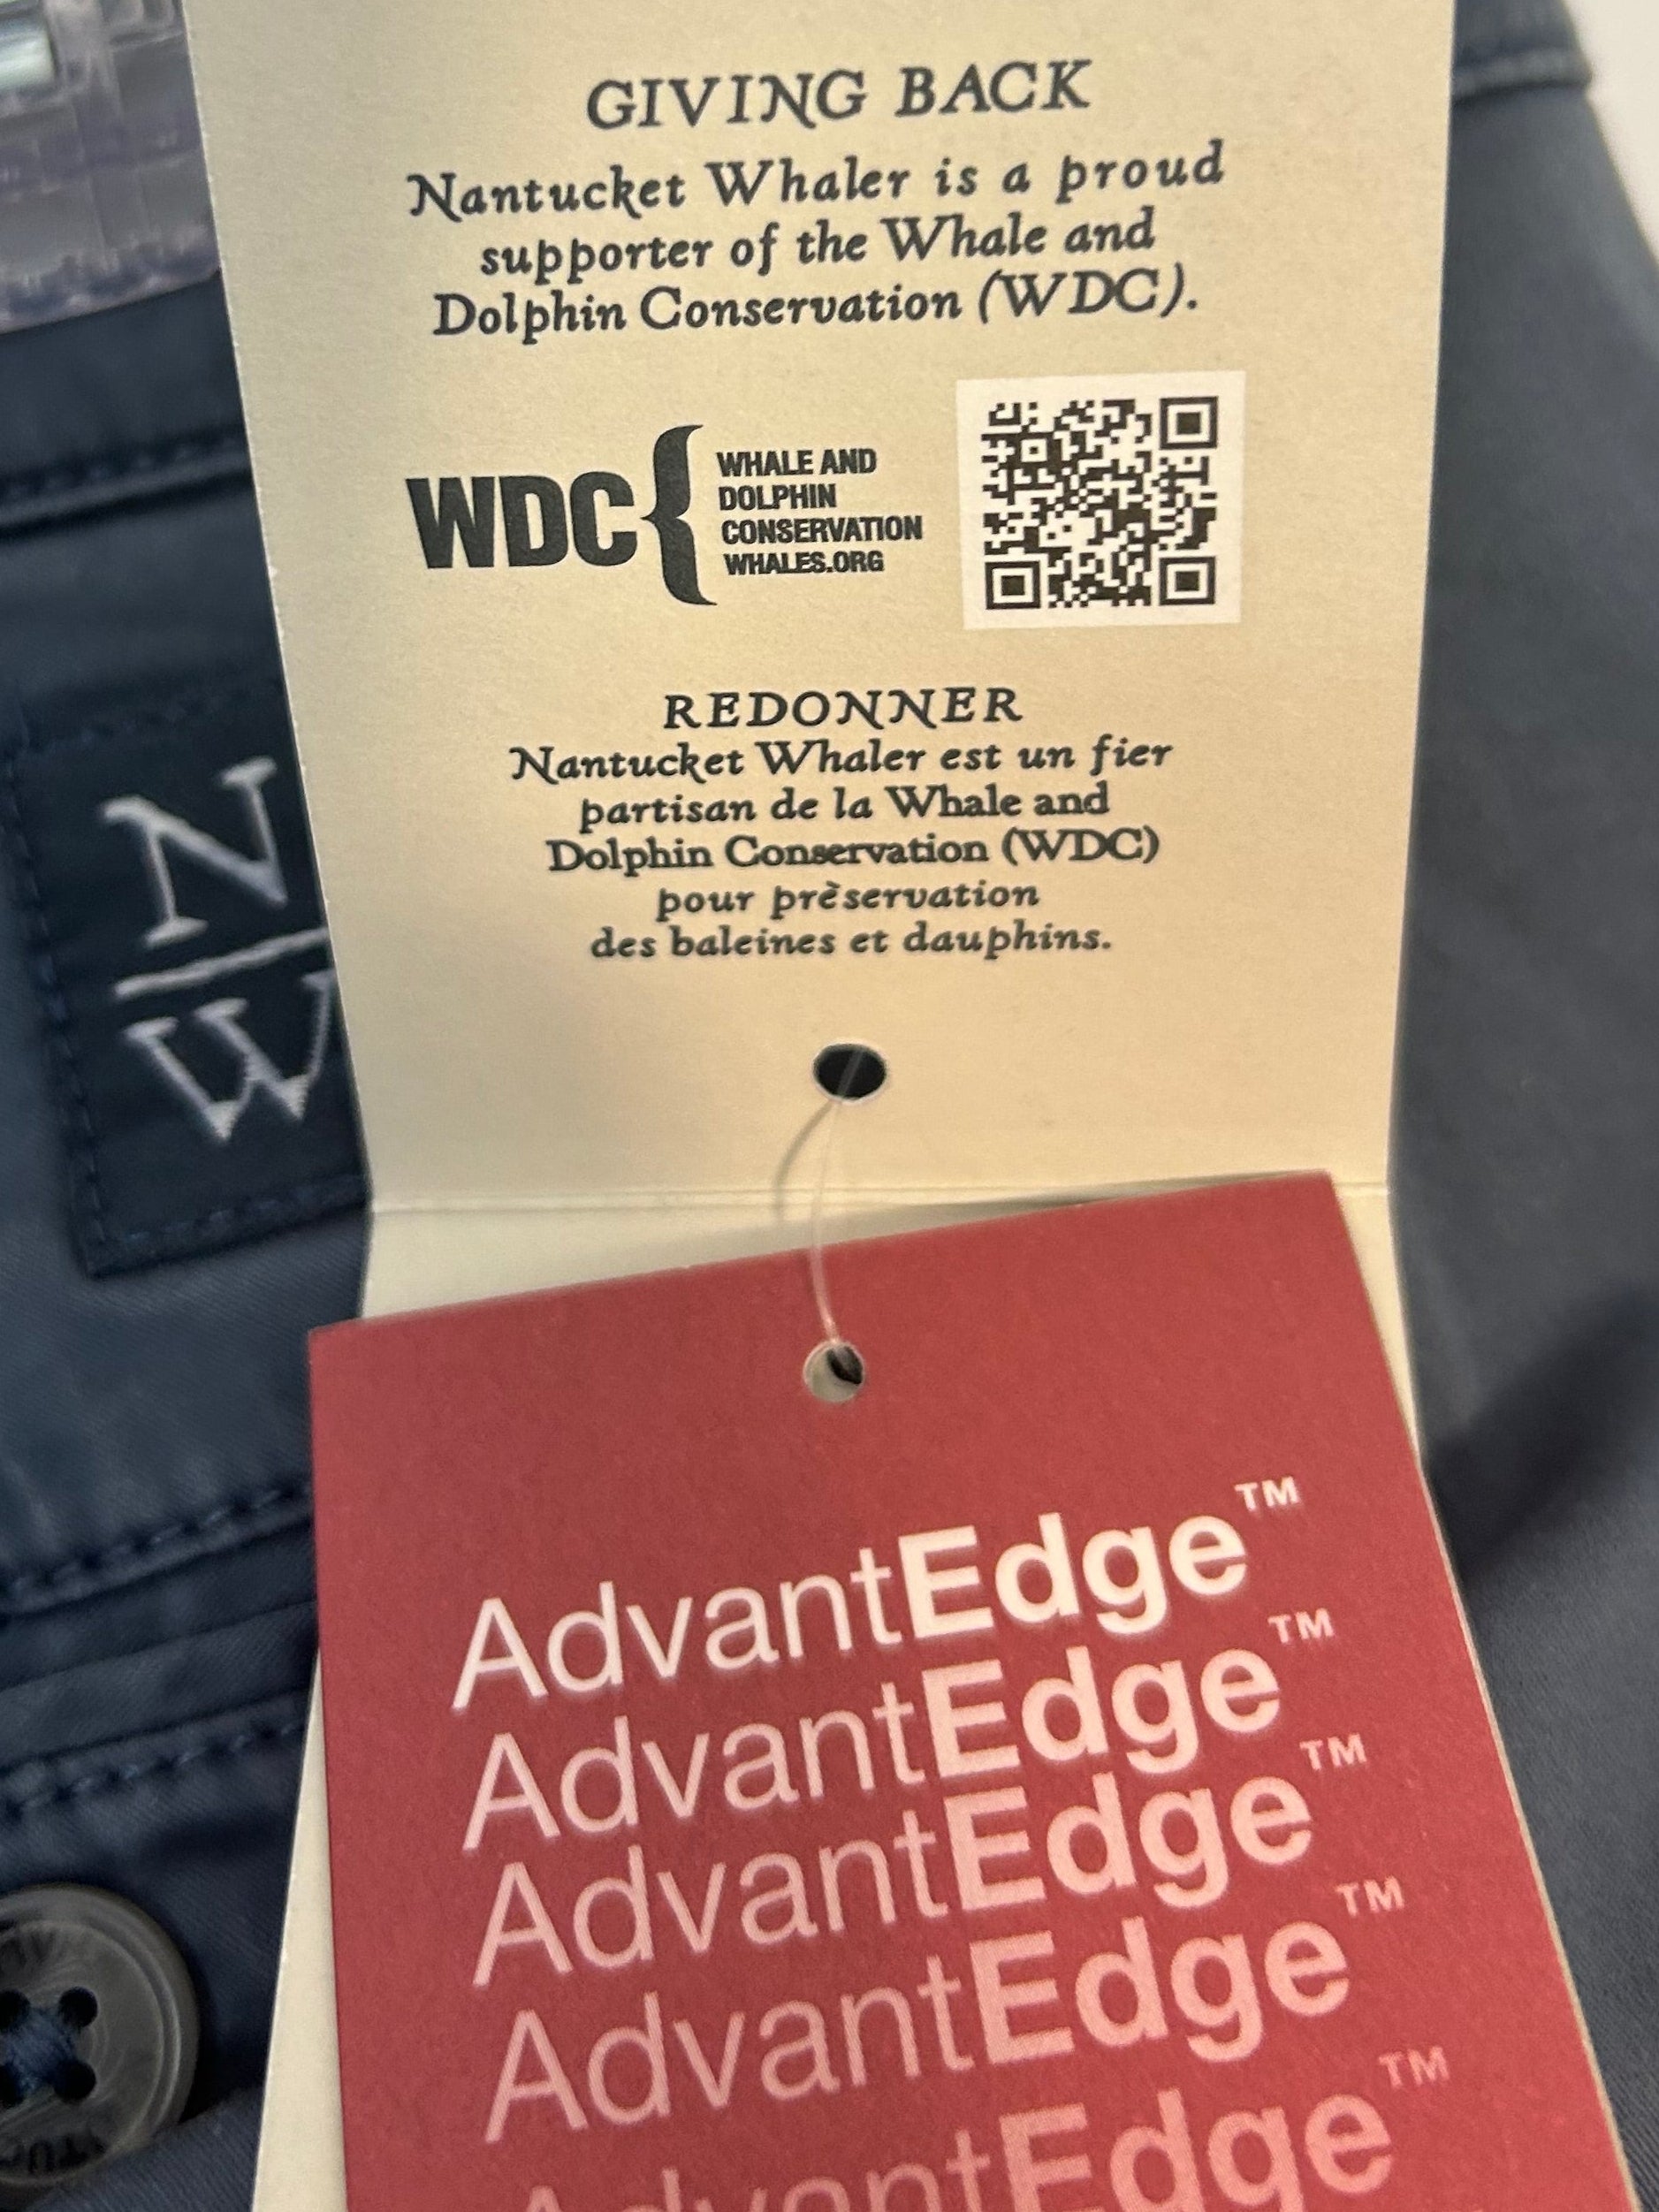 GIVING BACK
Nantucket Whaler is a proud
supporter of the Whale and
Dolphin Conservation (WDC).
WDC
WHALE AND
DOLPHIN
CONSERVATION
WHALES.ORG
REDONNER
Nantucket Whaler est un fier
partisan de la Whale and
Dolphin Conservation (WDC)
pour prèservation
des baleines et dauphins.
N
W
AdvantEdge™
AdvantEdge™
AdvantEdge™
AdvantEdge™
AdvantEdge™